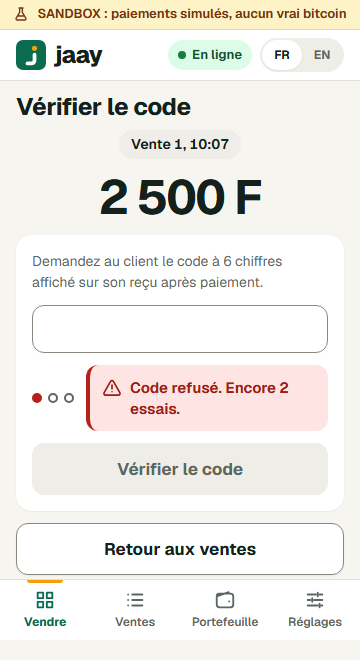 SANDBOX : paiements simulés, aucun vrai bitcoin
jaay
En ligne
FR
EN
Vérifier le code
Vente 1, 10:07
2 500 F
Demandez au client le code à 6 chiffres
affiché sur son reçu après paiement.
Code refusé. Encore 2
essais.
Vérifier le code
Retour aux ventes
Vendre
Ventes
Portefeuille
Réglages